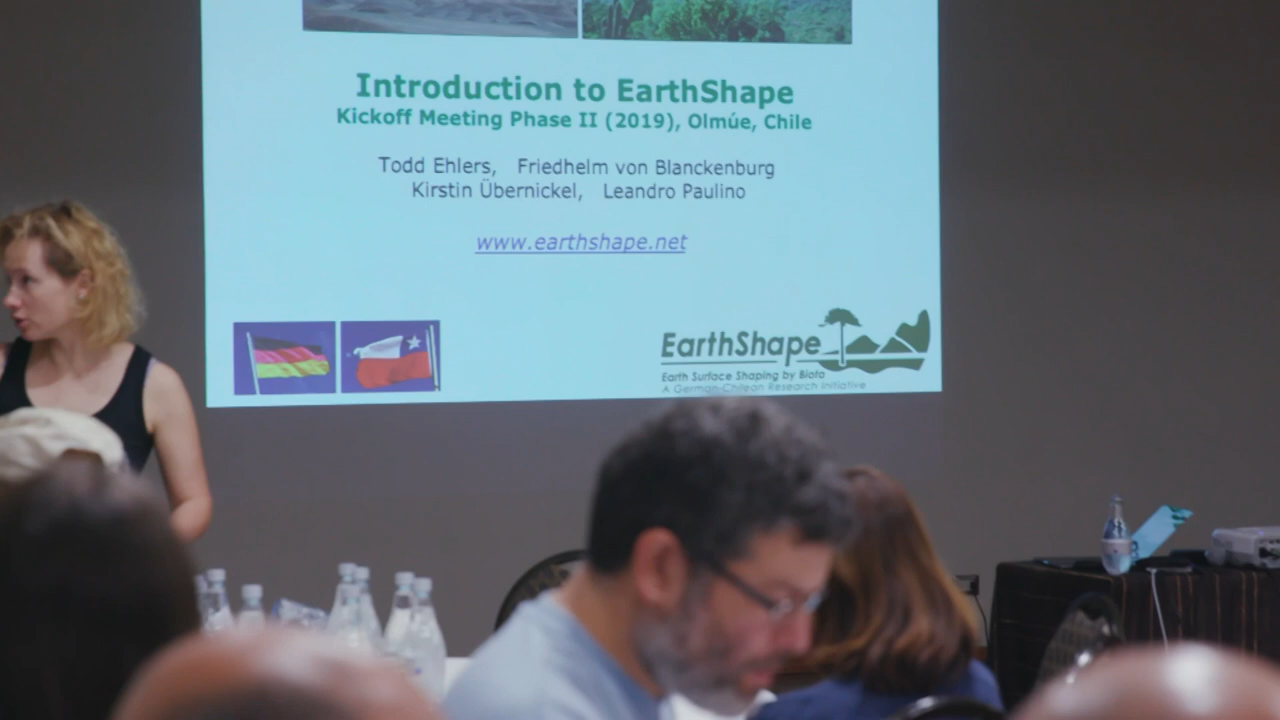 Introduction to EarthShape
Kickoff Meeting Phase II (2019), Olmúe, Chile
Todd Ehlers, Friedhelm von Blanckenburg
Kirstin Übernickel, Leandro Paulino
www.earthshape.net
EarthShape
Earth Surface Shaping by Biota
A German-Chilean Research Initiative